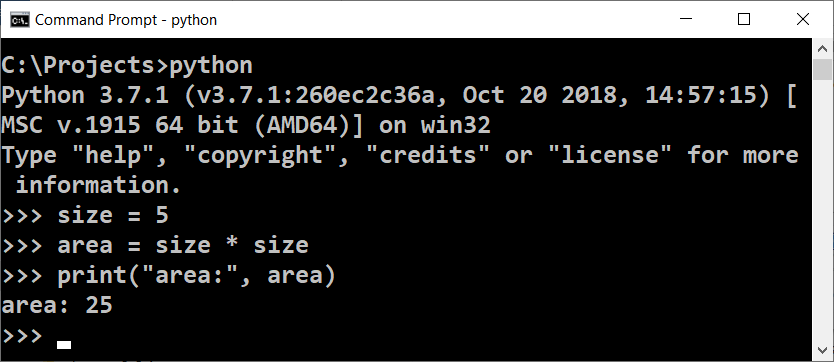 Command Prompt - python
C:\Projects>python
Python 3.7.1 (v3.7.1:260ec2c36a, Oct 20 2018, 14:57:15) [
MSC v.1915 64 bit (AMD64)] on win32
Type "help", "copyright", "credits" or "license" for more
 information.
>>> size = 5
>>> area = size * size
>>> print("area:", area)
area: 25
>>>